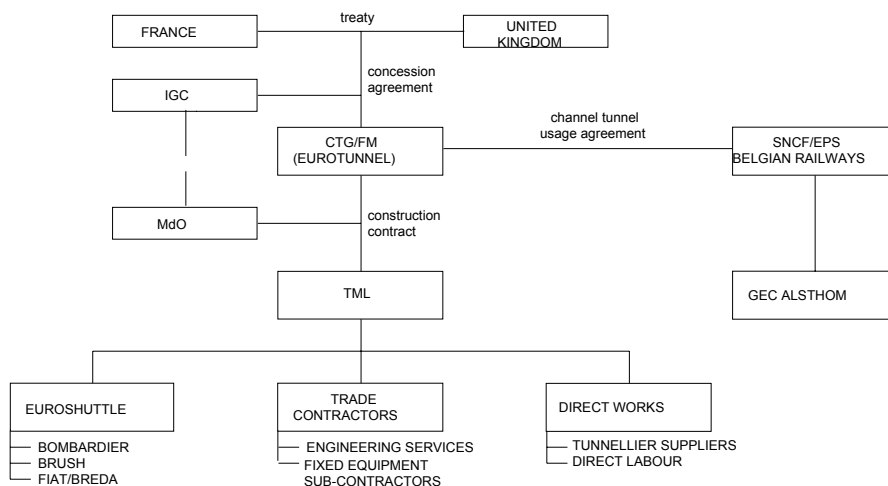 treaty
FRANCE
UNITED
KINGDOM
concession
agreement
IGC
channel tunnel
usage agreement
CTG/FM
(EUROTUNNEL)
SNCF/EPS
BELGIAN RAILWAYS
MdO
construction
contract
TML
GEC ALSTHOM
EUROSHUTTLE
TRADE
CONTRACTORS
DIRECT WORKS
BOMBARDIER
BRUSH
FIAT/BREDA
ENGINEERING SERVICES
FIXED EQUIPMENT
SUB-CONTRACTORS
TUNNELLIER SUPPLIERS
DIRECT LABOUR